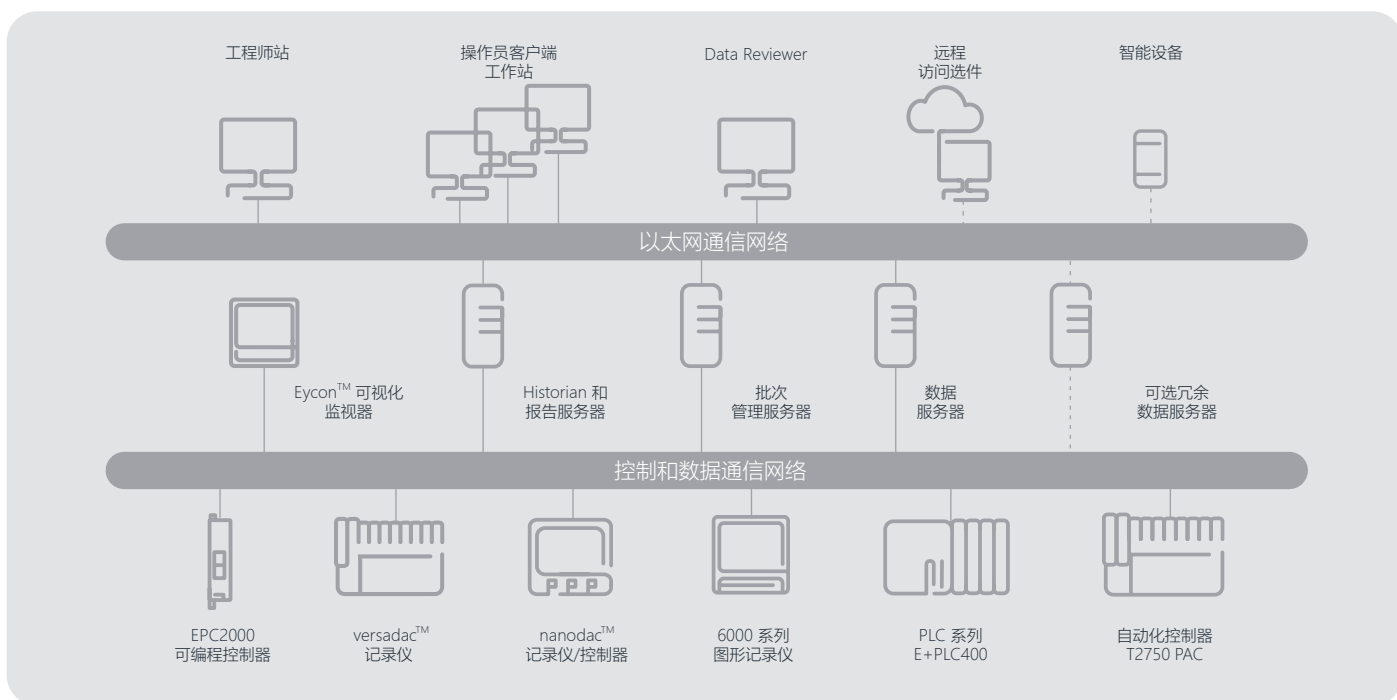 工程师站
操作员客户端
工作站
Data Reviewer
远程
访问选件
智能设备
以太网通信网络
Eycon™ 可视化
监视器
Historian 和
报告服务器
批次
管理服务器
数据
服务器
可选冗余
数据服务器
控制和数据通信网络
EPC2000
可编程控制器
versadac™
记录仪
nanodac™
记录仪/控制器
6000 系列
图形记录仪
PLC 系列
E+PLC400
自动化控制器
T2750 PAC